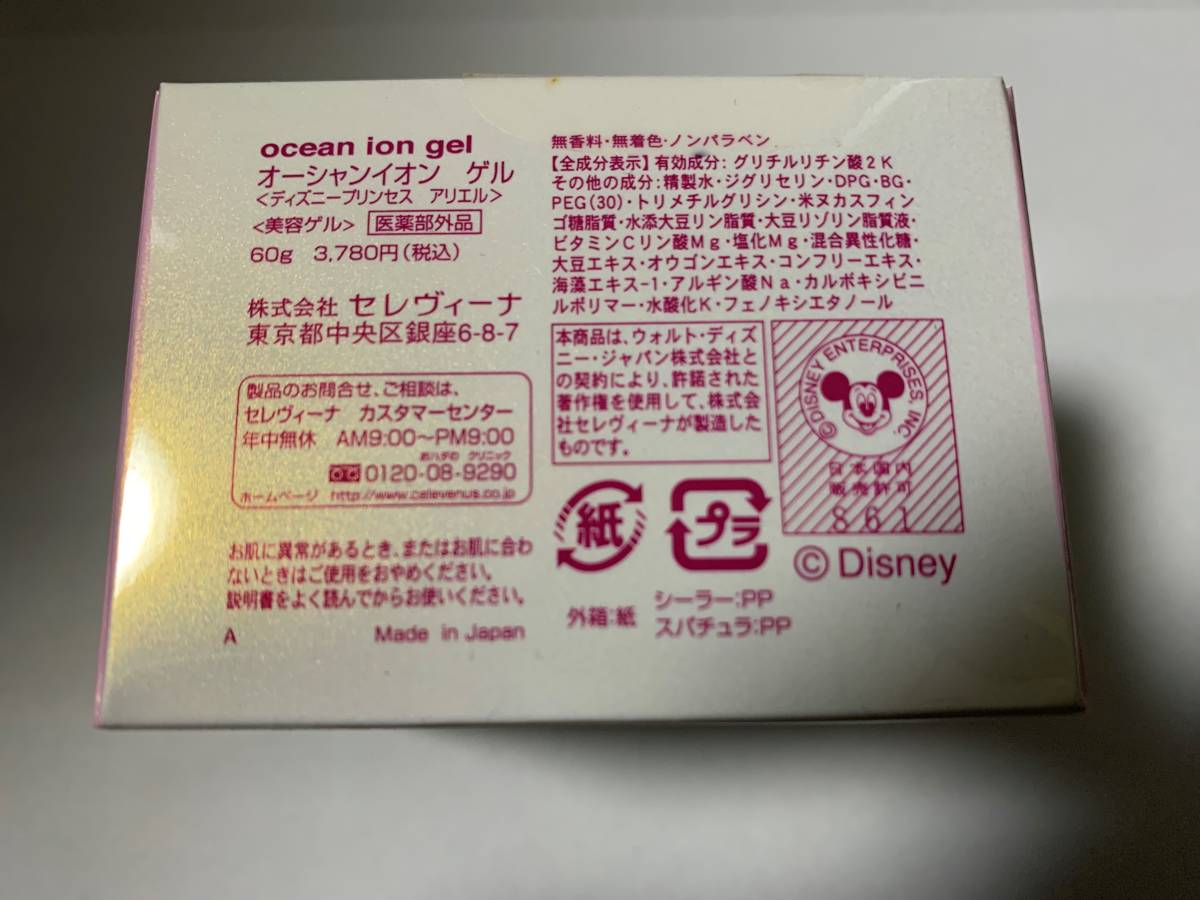 ocean ion gel
オーシャンイオン　ゲル
<ディズニープリンセス　アリエル>
<美容ゲル> 医薬部外品
60g　3,780円(税込)
株式会社 セレヴィーナ
東京都中央区銀座6-8-7
製品のお問合せ、ご相談は、
セレヴィーナ　カスタマーセンター
年中無休　AM9:00～PM9:00
おハダの　クリニック
0120-08-9290
ホームページ　http://www.cellevenus.co.jp
お肌に異常があるとき、またはお肌に合わ
ないときはご使用をおやめください。
説明書をよく読んでからお使いください。
A　Made in Japan
無香料・無着色・ノンパラベン
【全成分表示】有効成分：グリチルリチン酸2K
その他の成分：精製水・ジグリセリン・DPG・BG・
PEG(30)・トリメチルグリシン・米ヌカスフィン
ゴ糖脂質・水添大豆リン脂質・大豆リゾリン脂質液・
ビタミンCリン酸Mg・塩化Mg・混合異性化糖・
大豆エキス・オウゴンエキス・コンフリーエキス・
海藻エキス-1・アルギン酸Na・カルボキシビニ
ルポリマー・水酸化K・フェノキシエタノール
本商品は、ウォルト・ディズ
ニー・ジャパン株式会社と
の契約により、許諾された
著作権を使用して、株式会
社セレヴィーナが製造した
ものです。
©DISNEY ENTERPRISES, INC.
日本国内
販売許可
861
© Disney
紙
プラ
外箱：紙
シーラー：PP
スパチュラ：PP